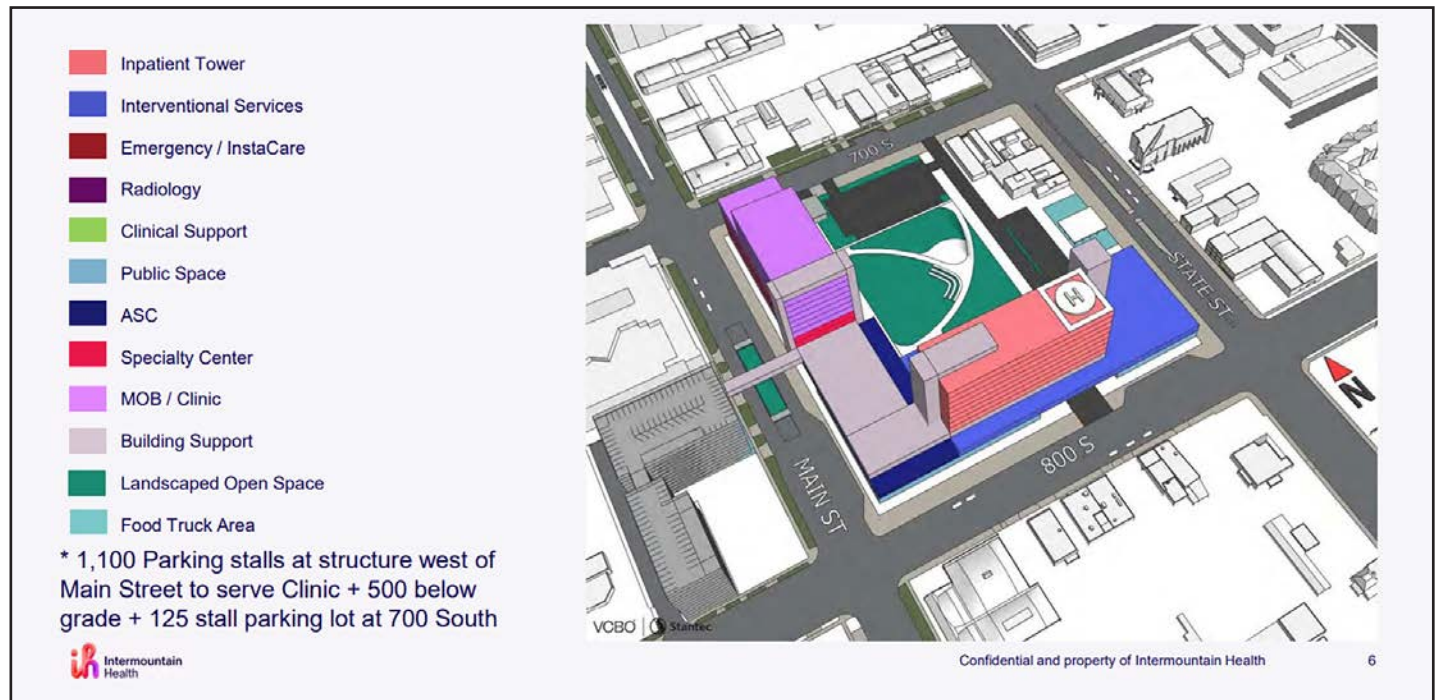 Inpatient Tower
Interventional Services
Emergency / InstaCare
Radiology
Clinical Support
Public Space
ASC
Specialty Center
MOB / Clinic
Building Support
Landscaped Open Space
Food Truck Area
* 1,100 Parking stalls at structure west of
Main Street to serve Clinic + 500 below
grade + 125 stall parking lot at 700 South
700 S
STATE ST
H
N
MAIN ST
800 S
VCBO | Stantec
Intermountain
Health
Confidential and property of Intermountain Health
6